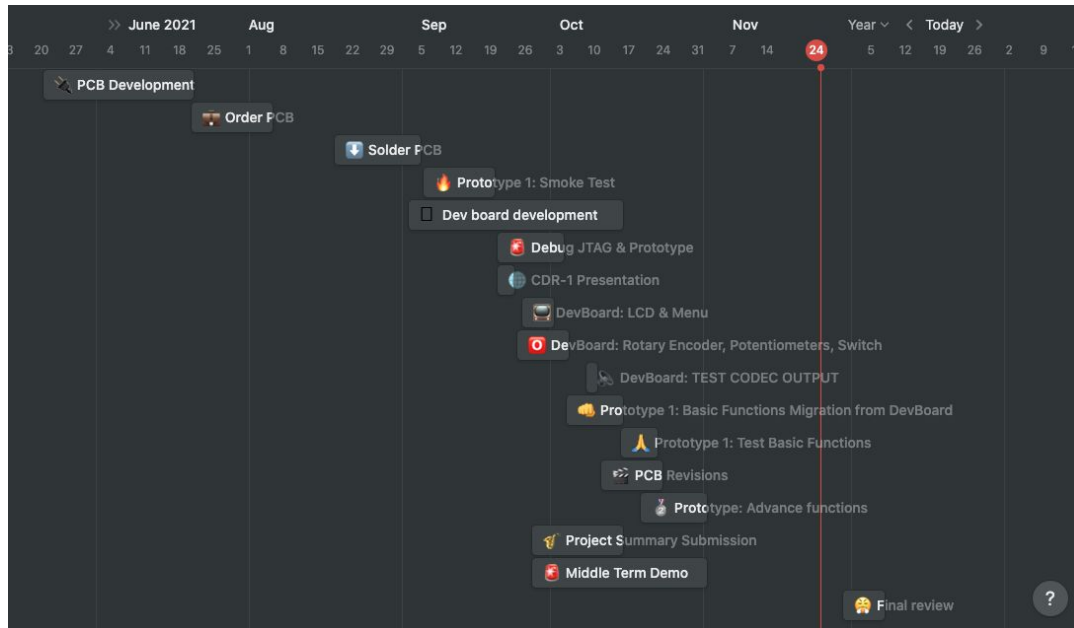 >> June 2021 Aug Sep Oct Nov Year Today
3 20 27 4 11 18 25 1 8 15 22 29 5 12 19 26 3 10 17 24 31 7 14 24 5 12 19 26 2 9
PCB Development
Order PCB
Solder PCB
Prototype 1: Smoke Test
Dev board development
Debug JTAG & Prototype
CDR-1 Presentation
DevBoard: LCD & Menu
O DevBoard: Rotary Encoder, Potentiometers, Switch
DevBoard: TEST CODEC OUTPUT
Prototype 1: Basic Functions Migration from DevBoard
Prototype 1: Test Basic Functions
PCB Revisions
Prototype: Advance functions
Project Summary Submission
Middle Term Demo
Final review
?